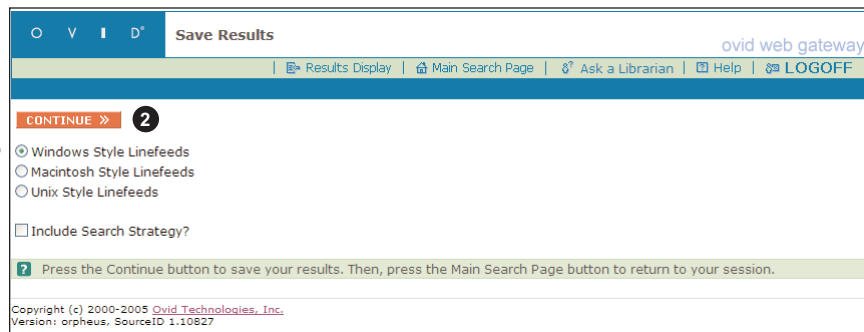 O V I D® Save Results
ovid web gateway
| Results Display | Main Search Page | Ask a Librarian | Help | LOGOFF
CONTINUE » 2
Windows Style Linefeeds
Macintosh Style Linefeeds
Unix Style Linefeeds
Include Search Strategy?
? Press the Continue button to save your results. Then, press the Main Search Page button to return to your session.
Copyright (c) 2000-2005 Ovid Technologies, Inc.
Version: orpheus, SourceID 1.10827